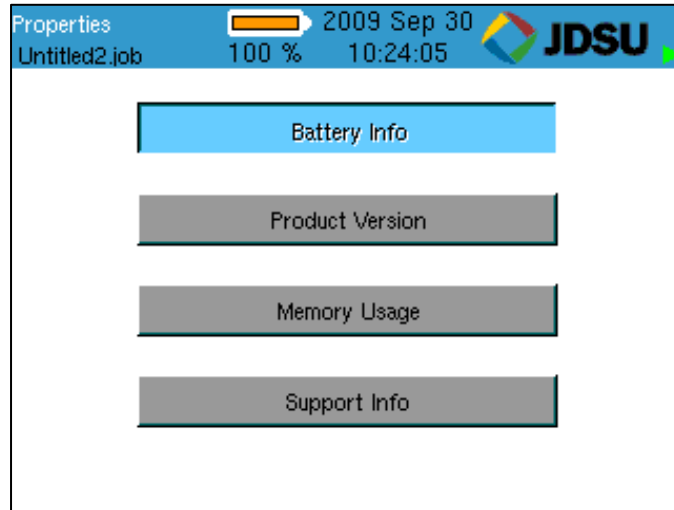 Properties
2009 Sep 30
Untitled2.job
100 %
10:24:05
JDSU
Battery Info
Product Version
Memory Usage
Support Info